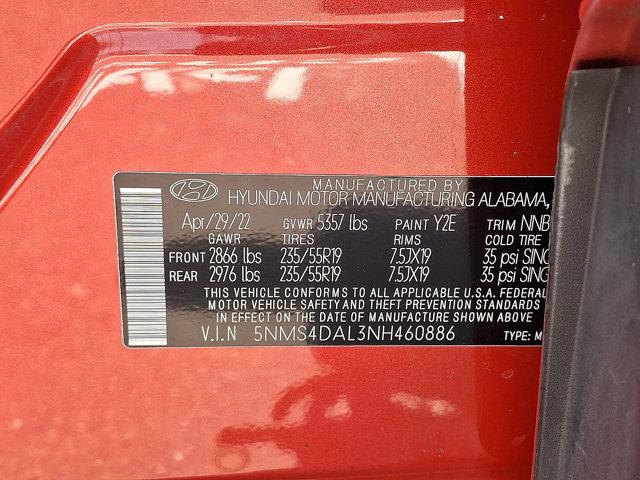 MANUFACTURED BY
HYUNDAI MOTOR MANUFACTURING ALABAMA,
Apr/29/22 GVWR 5357 lbs PAINT Y2E TRIM NNB
GAWR TIRES RIMS COLD TIRE
FRONT 2866 lbs 235/55R19 7.5JX19 35 psi SING
REAR 2976 lbs 235/55R19 7.5JX19 35 psi SING
THIS VEHICLE CONFORMS TO ALL APPLICABLE U.S.A. FEDERAL
MOTOR VEHICLE SAFETY AND THEFT PREVENTION STANDARDS
IN EFFECT ON THE DATE OF MANUFACTURE SHOWN ABOVE
V.I.N 5NMS4DAL3NH460886 TYPE: M